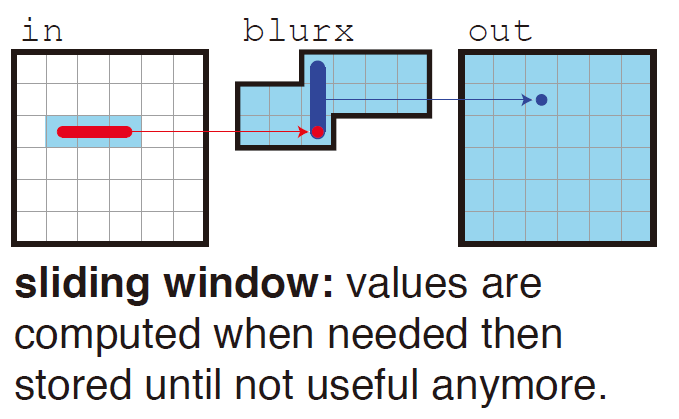 in blurx out
sliding window: values are
computed when needed then
stored until not useful anymore.